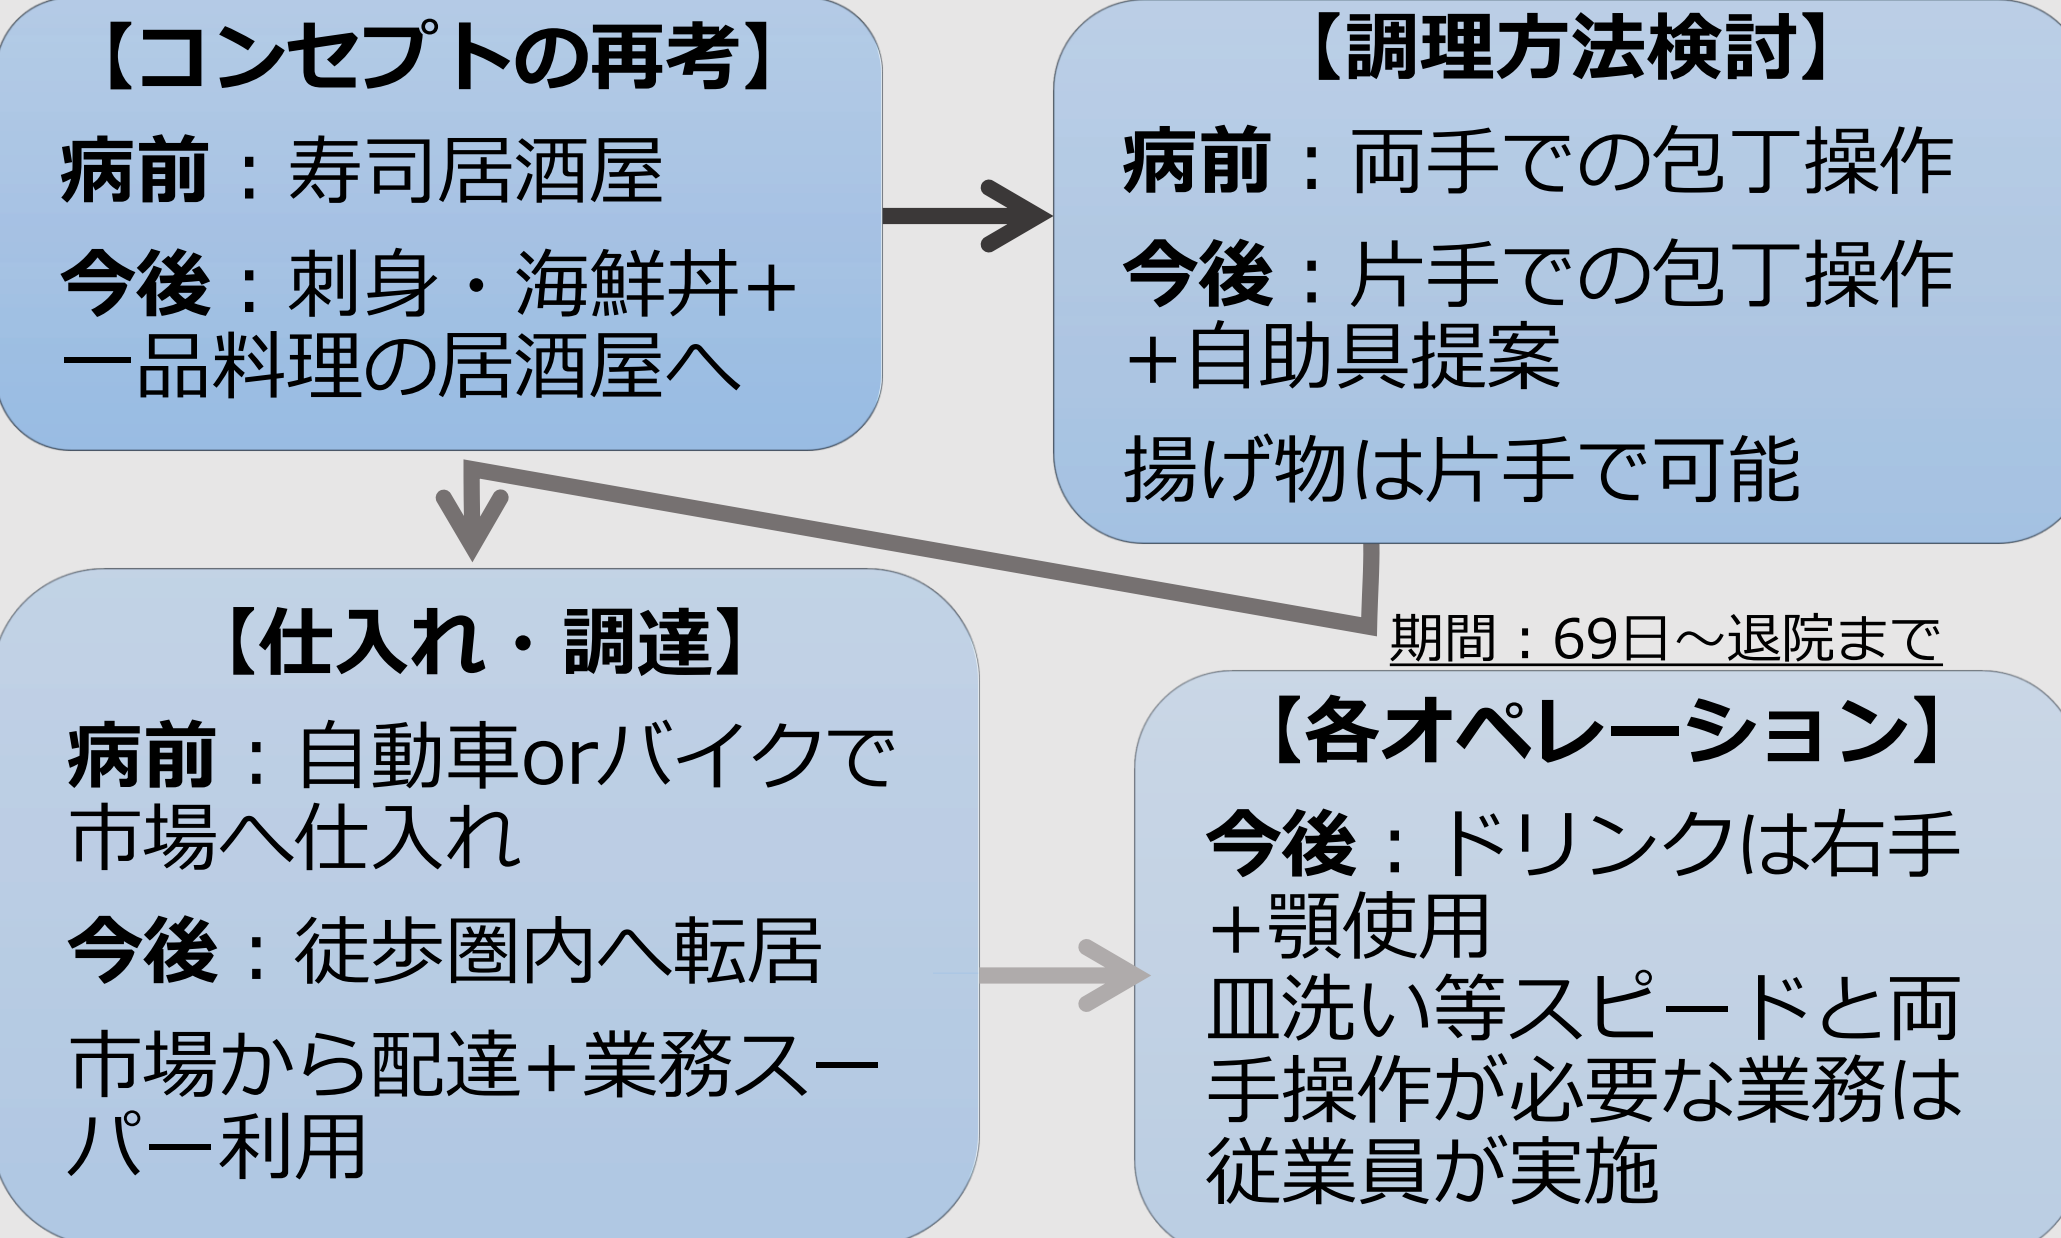 【コンセプトの再考】
病前：寿司居酒屋
今後：刺身・海鮮丼+
一品料理の居酒屋へ
【調理方法検討】
病前：両手での包丁操作
今後：片手での包丁操作
+自助具提案
揚げ物は片手で可能
【仕入れ・調達】
病前：自動車orバイクで
市場へ仕入れ
今後：徒歩圏内へ転居
市場から配達+業務スー
パー利用
期間：69日～退院まで
【各オペレーション】
今後：ドリンクは右手
+顎使用
皿洗い等スピードと両
手操作が必要な業務は
従業員が実施